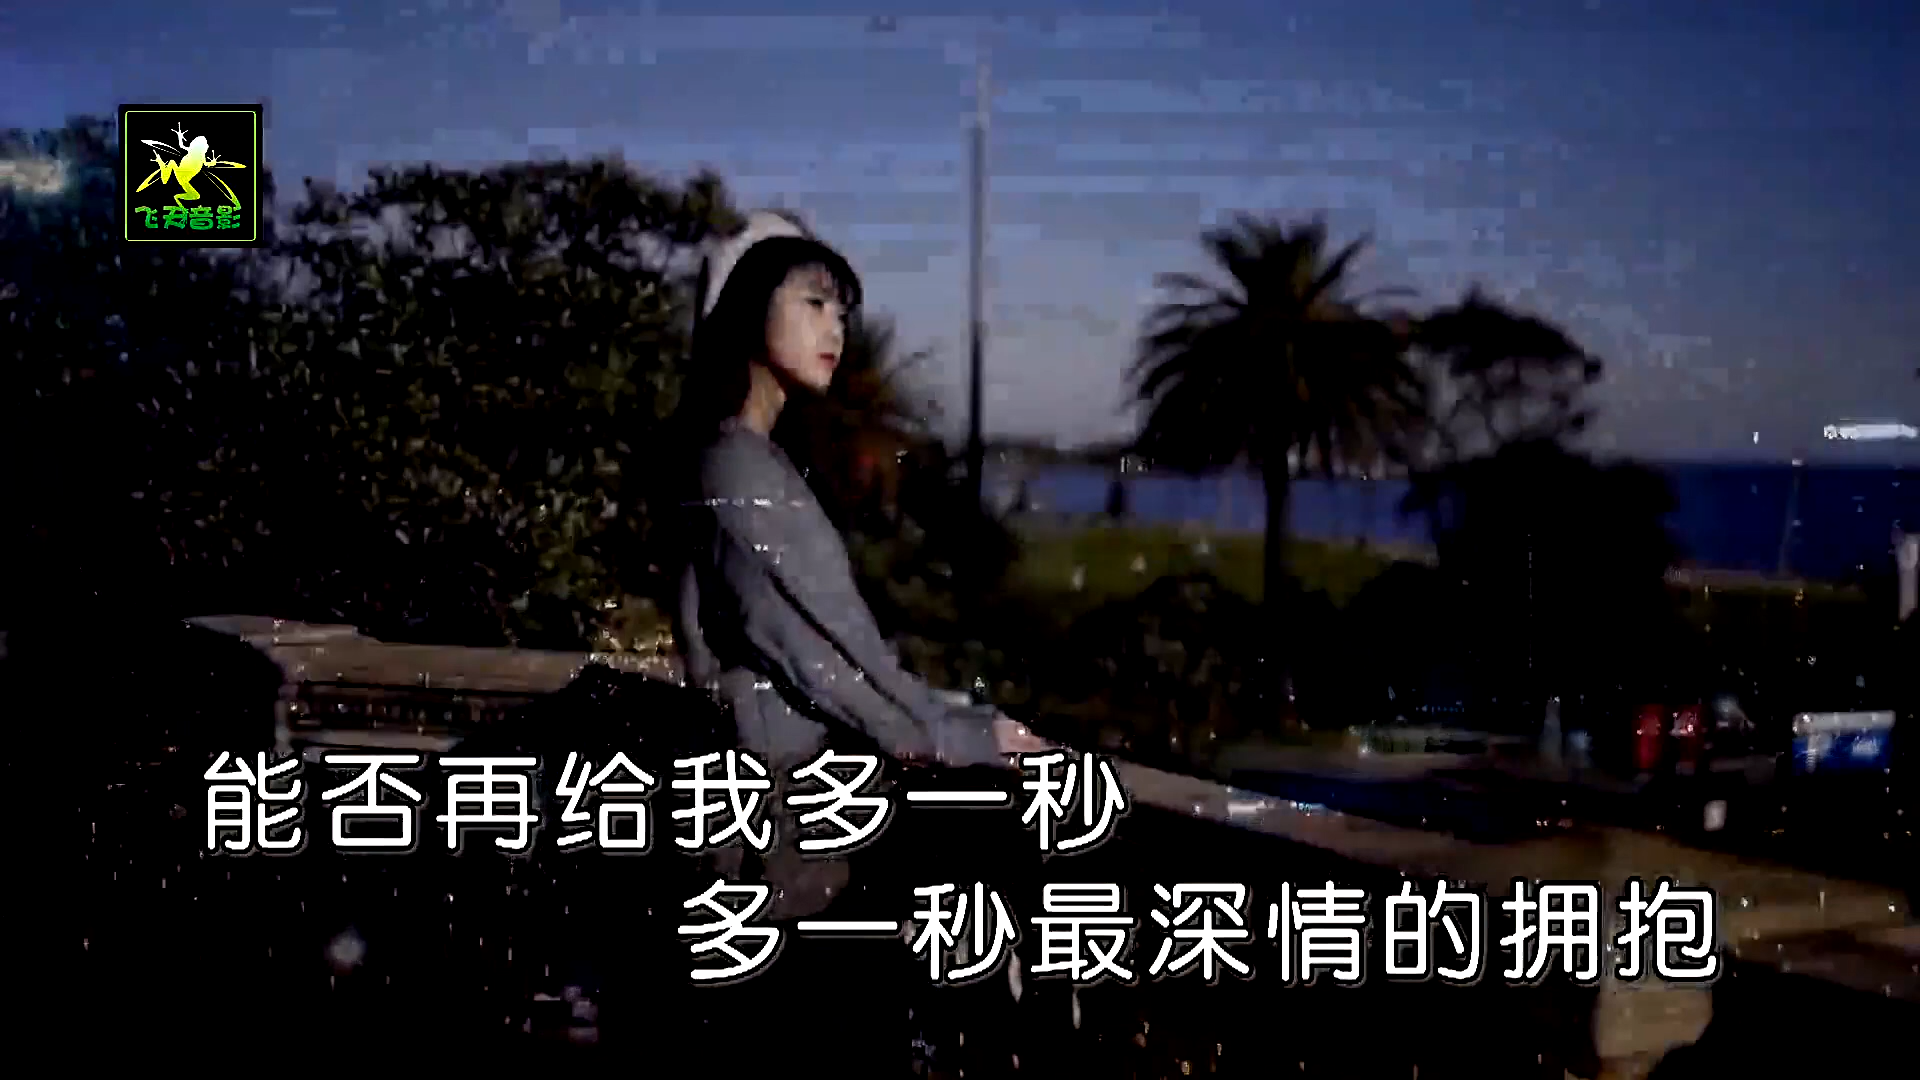 飞君音影
能否再给我多一秒
多一秒最深情的拥抱